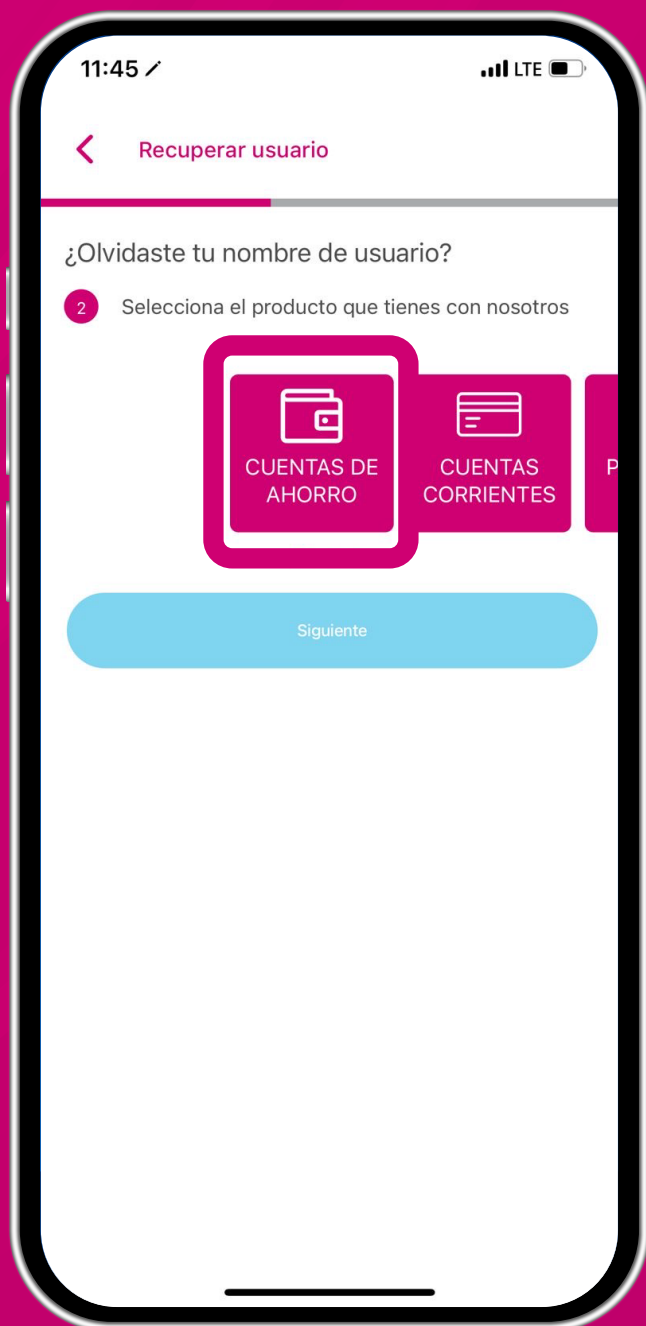 11:45
LTE
Recuperar usuario
¿Olvidaste tu nombre de usuario?
2 Selecciona el producto que tienes con nosotros
CUENTAS DE
AHORRO
CUENTAS
CORRIENTES
P
Siguiente